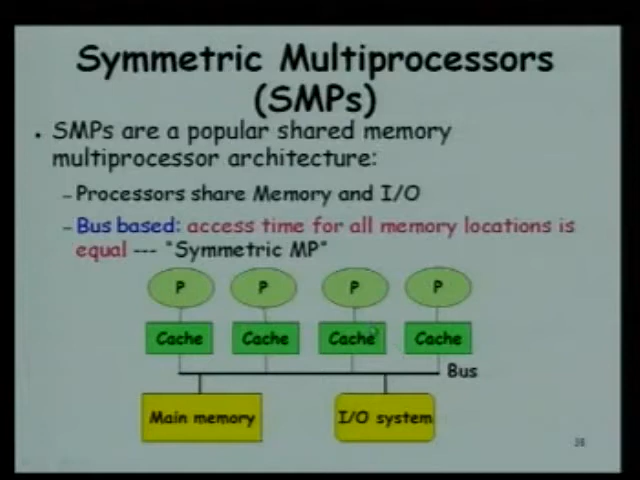 Symmetric Multiprocessors
(SMPs)
• SMPs are a popular shared memory
multiprocessor architecture:
– Processors share Memory and I/O
– Bus based: access time for all memory locations is
equal --- "Symmetric MP"
P P P P
Cache Cache Cache Cache
Bus
Main memory I/O system